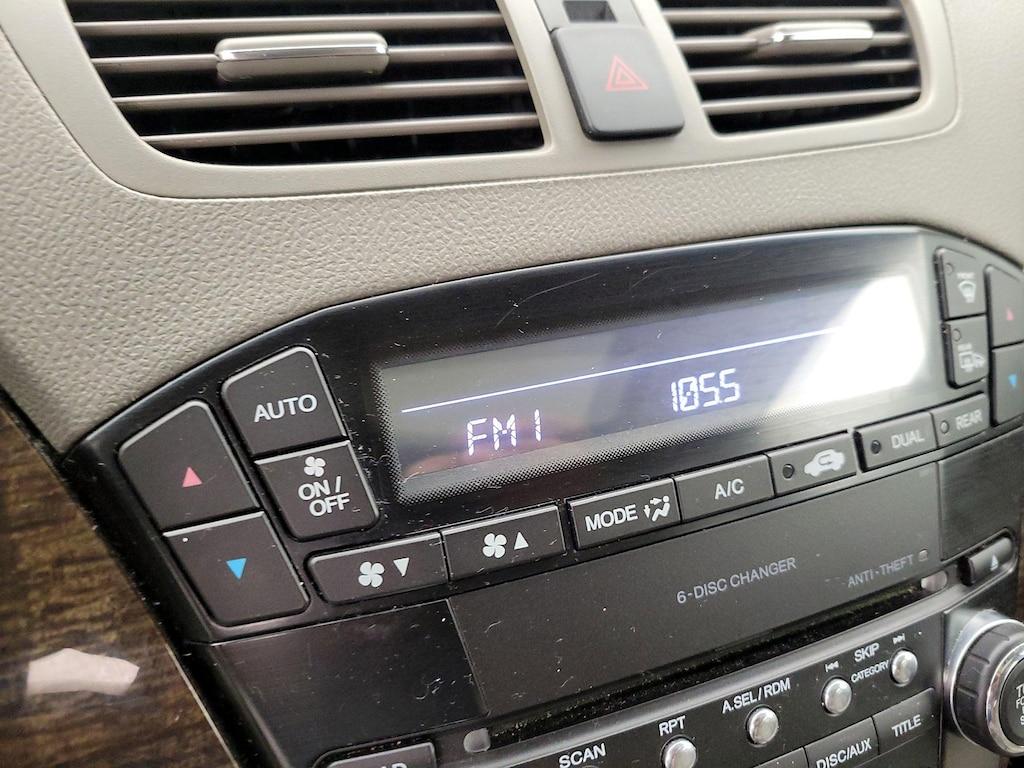 FRONT
AUTO
ON / OFF
FM1 105.5
MODE
A/C
DUAL
REAR
6-DISC CHANGER
ANTI-THEFT
SCAN
RPT
A.SEL / RDM
SKIP
CATEGORY
DISC/AUX
TITLE